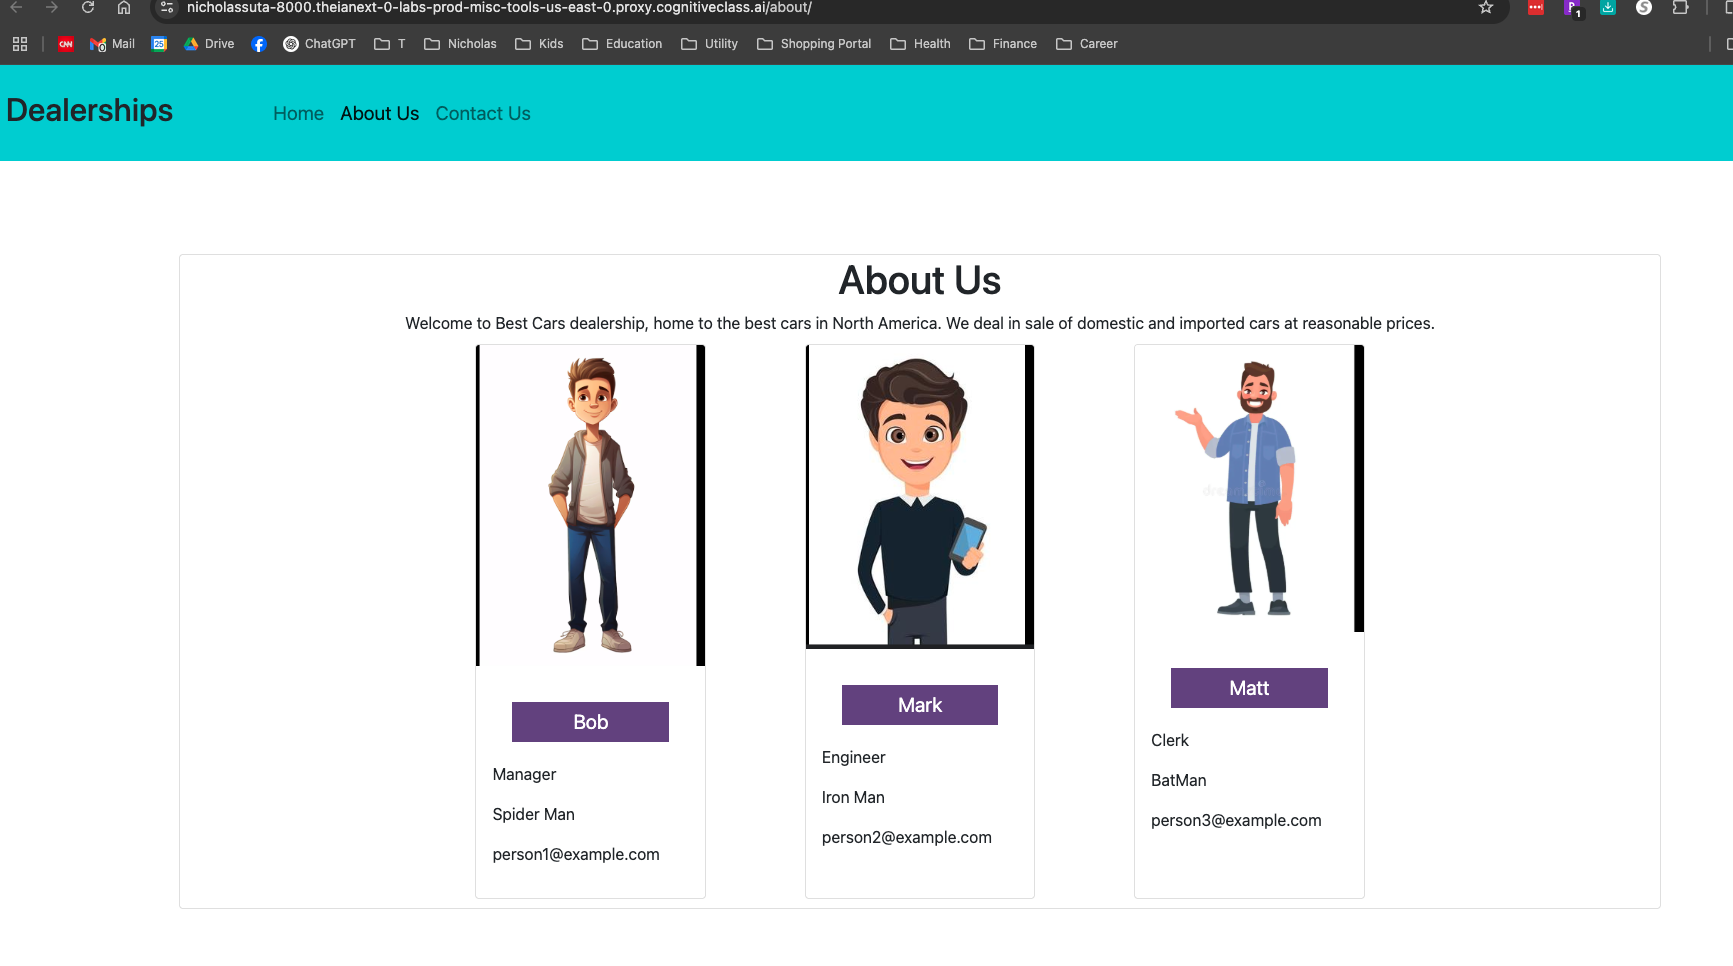 nicholassuta-8000.theianext-0-labs-prod-misc-tools-us-east-0.proxy.cognitiveclass.ai/about/
1
CNN Mail 25 Drive ChatGPT T Nicholas Kids Education Utility Shopping Portal Health Finance Career
Dealerships Home About Us Contact Us
About Us
Welcome to Best Cars dealership, home to the best cars in North America. We deal in sale of domestic and imported cars at reasonable prices.
Bob
Manager
Spider Man
person1@example.com
Mark
Engineer
Iron Man
person2@example.com
Matt
Clerk
BatMan
person3@example.com